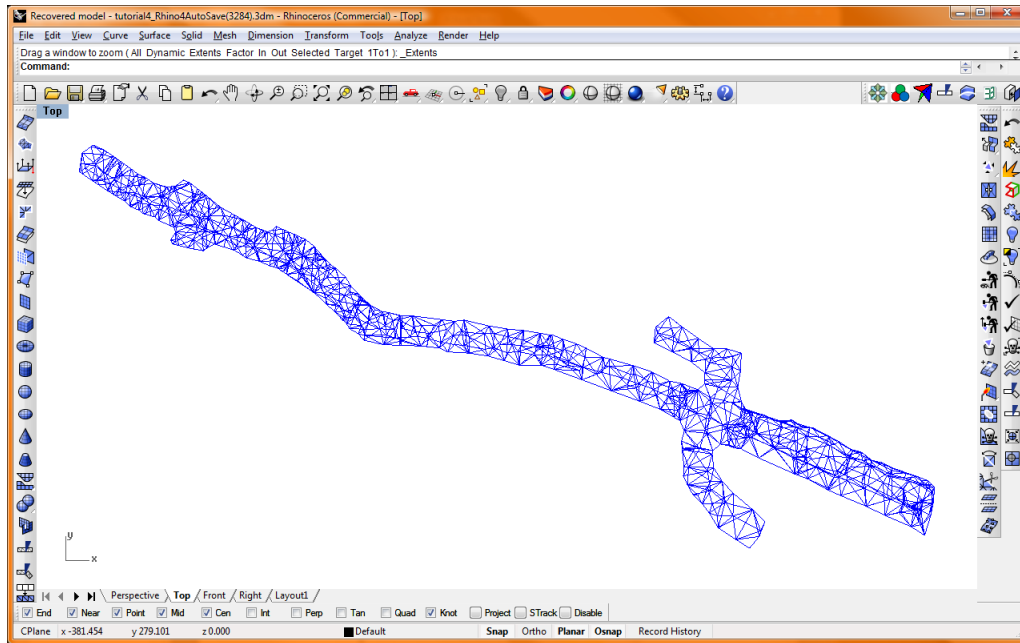 Recovered model - tutorial4_Rhino4AutoSave(3284).3dm - Rhinoceros (Commercial) - [Top]
File Edit View Curve Surface Solid Mesh Dimension Transform Tools Analyze Render Help
Drag a window to zoom ( All Dynamic Extents Factor In Out Selected Target 1To1 ): _Extents
Command:
Top
y
x
Perspective Top Front Right Layout1
End Near Point Mid Cen Int Perp Tan Quad Knot Project STrack Disable
CPlane x -381.454 y 279.101 z 0.000 Default Snap Ortho Planar Osnap Record History